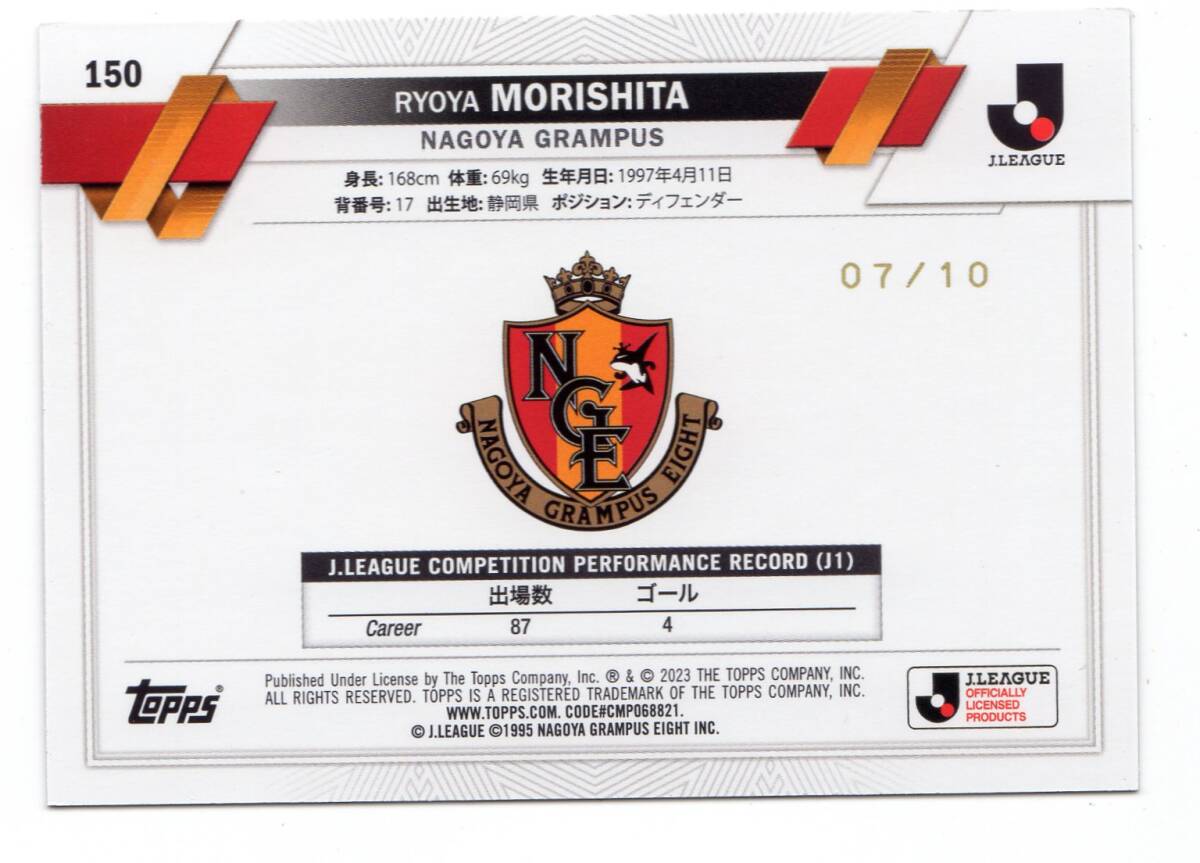 150
RYOYA MORISHITA
NAGOYA GRAMPUS
J.LEAGUE
身長: 168cm 体重: 69kg 生年月日: 1997年4月11日
背番号: 17 出生地: 静岡県 ポジション: ディフェンダー
07/10
NGE
NAGOYA GRAMPUS EIGHT
J.LEAGUE COMPETITION PERFORMANCE RECORD (J1)
出場数 ゴール
Career 87 4
Published Under License by The Topps Company, Inc. ® & © 2023 THE TOPPS COMPANY, INC.
ALL RIGHTS RESERVED. TOPPS IS A REGISTERED TRADEMARK OF THE TOPPS COMPANY, INC.
WWW.TOPPS.COM. CODE#CMP068821.
© J.LEAGUE ©1995 NAGOYA GRAMPUS EIGHT INC.
TOPPS®
J.LEAGUE
OFFICIALLY
LICENSED
PRODUCTS